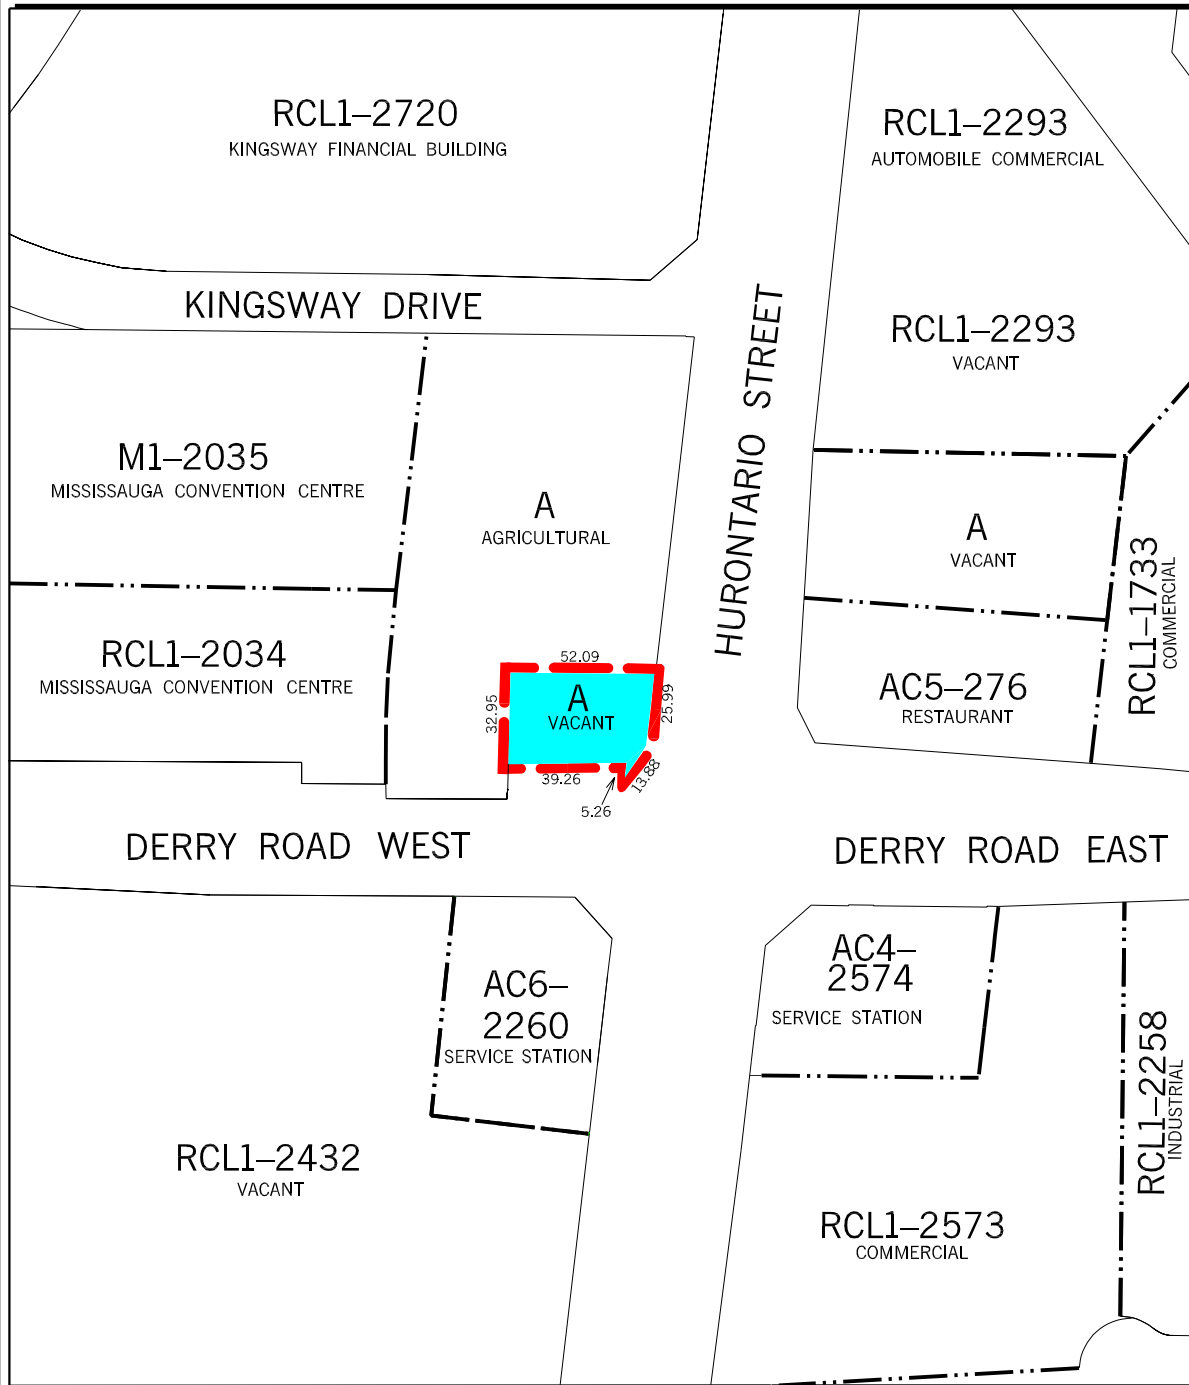 RCL1–2720
KINGSWAY FINANCIAL BUILDING
RCL1–2293
AUTOMOBILE COMMERCIAL
KINGSWAY DRIVE
HURONTARIO STREET
RCL1–2293
VACANT
M1–2035
MISSISSAUGA CONVENTION CENTRE
A
AGRICULTURAL
A
VACANT
RCL1–1733
COMMERCIAL
RCL1–2034
MISSISSAUGA CONVENTION CENTRE
52.09
32.95
A
VACANT
25.99
39.26
13.88
5.26
AC5–276
RESTAURANT
DERRY ROAD WEST
DERRY ROAD EAST
AC6–
2260
SERVICE STATION
AC4–
2574
SERVICE STATION
RCL1–2258
INDUSTRIAL
RCL1–2432
VACANT
RCL1–2573
COMMERCIAL